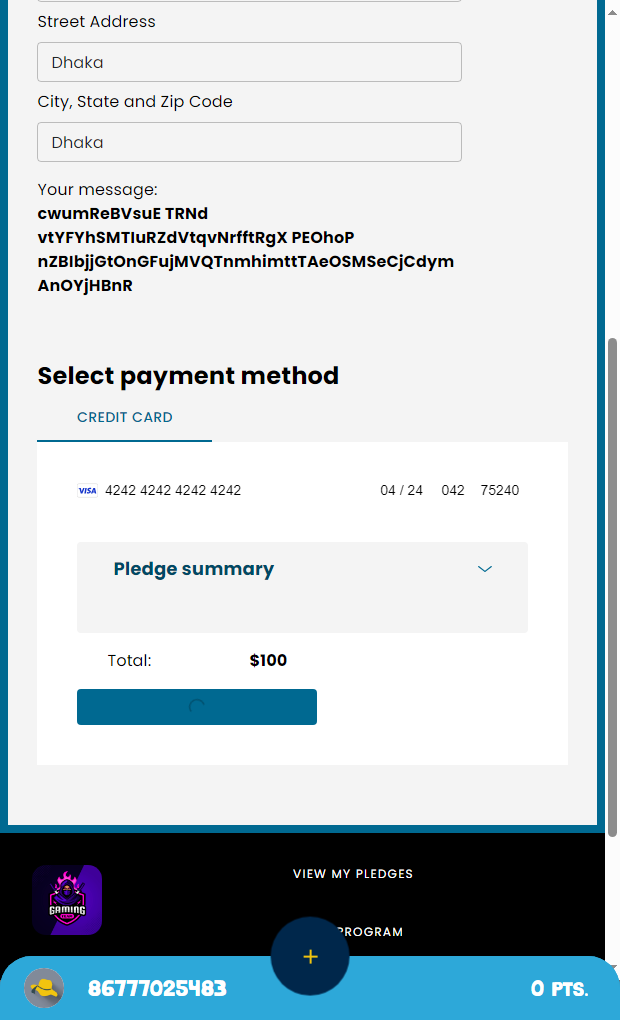 Street Address
Dhaka
City, State and Zip Code
Dhaka
Your message:
cwumReBVsuE TRNd
vtYFYhSMTIuRZdVtqvNrfftRgX PEOhoP
nZBIbjjGtOnGFujMVQTnmhimttTAeOSMSeCjCdym
AnOYjHBnR
Select payment method
CREDIT CARD
VISA 4242 4242 4242 4242 04 / 24 042 75240
Pledge summary
Total: $100
VIEW MY PLEDGES
GAMING
PROGRAM
86777025483 0 PTS.